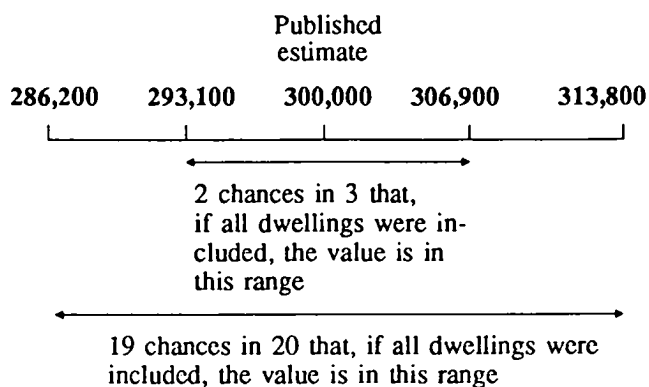 Published
estimate
286,200 293,100 300,000 306,900 313,800
2 chances in 3 that,
if all dwellings were in-
cluded, the value is in
this range
19 chances in 20 that, if all dwellings were
included, the value is in this range